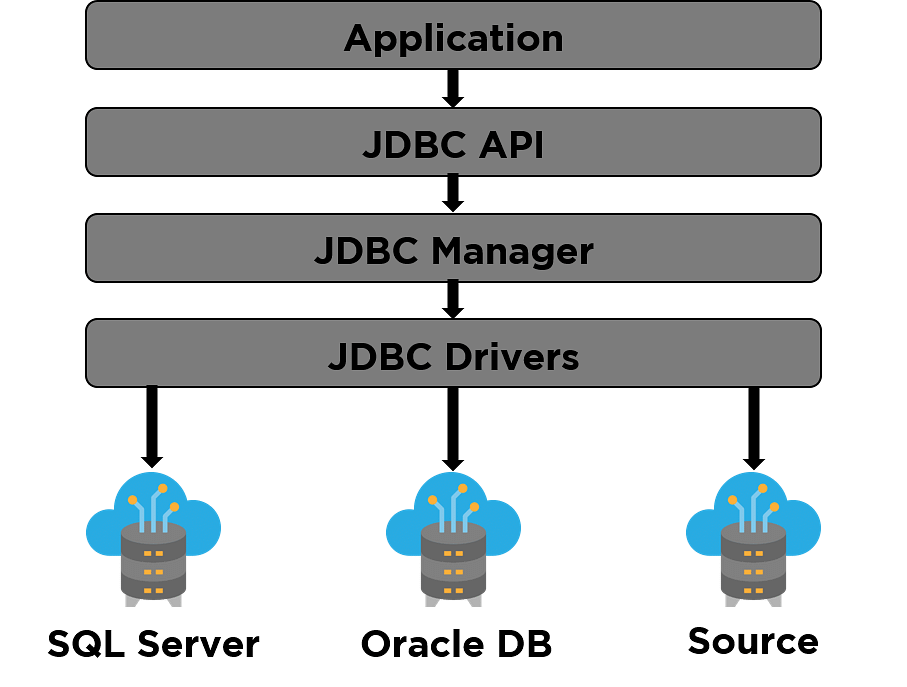 Application
JDBC API
JDBC Manager
JDBC Drivers
SQL Server
Oracle DB
Source